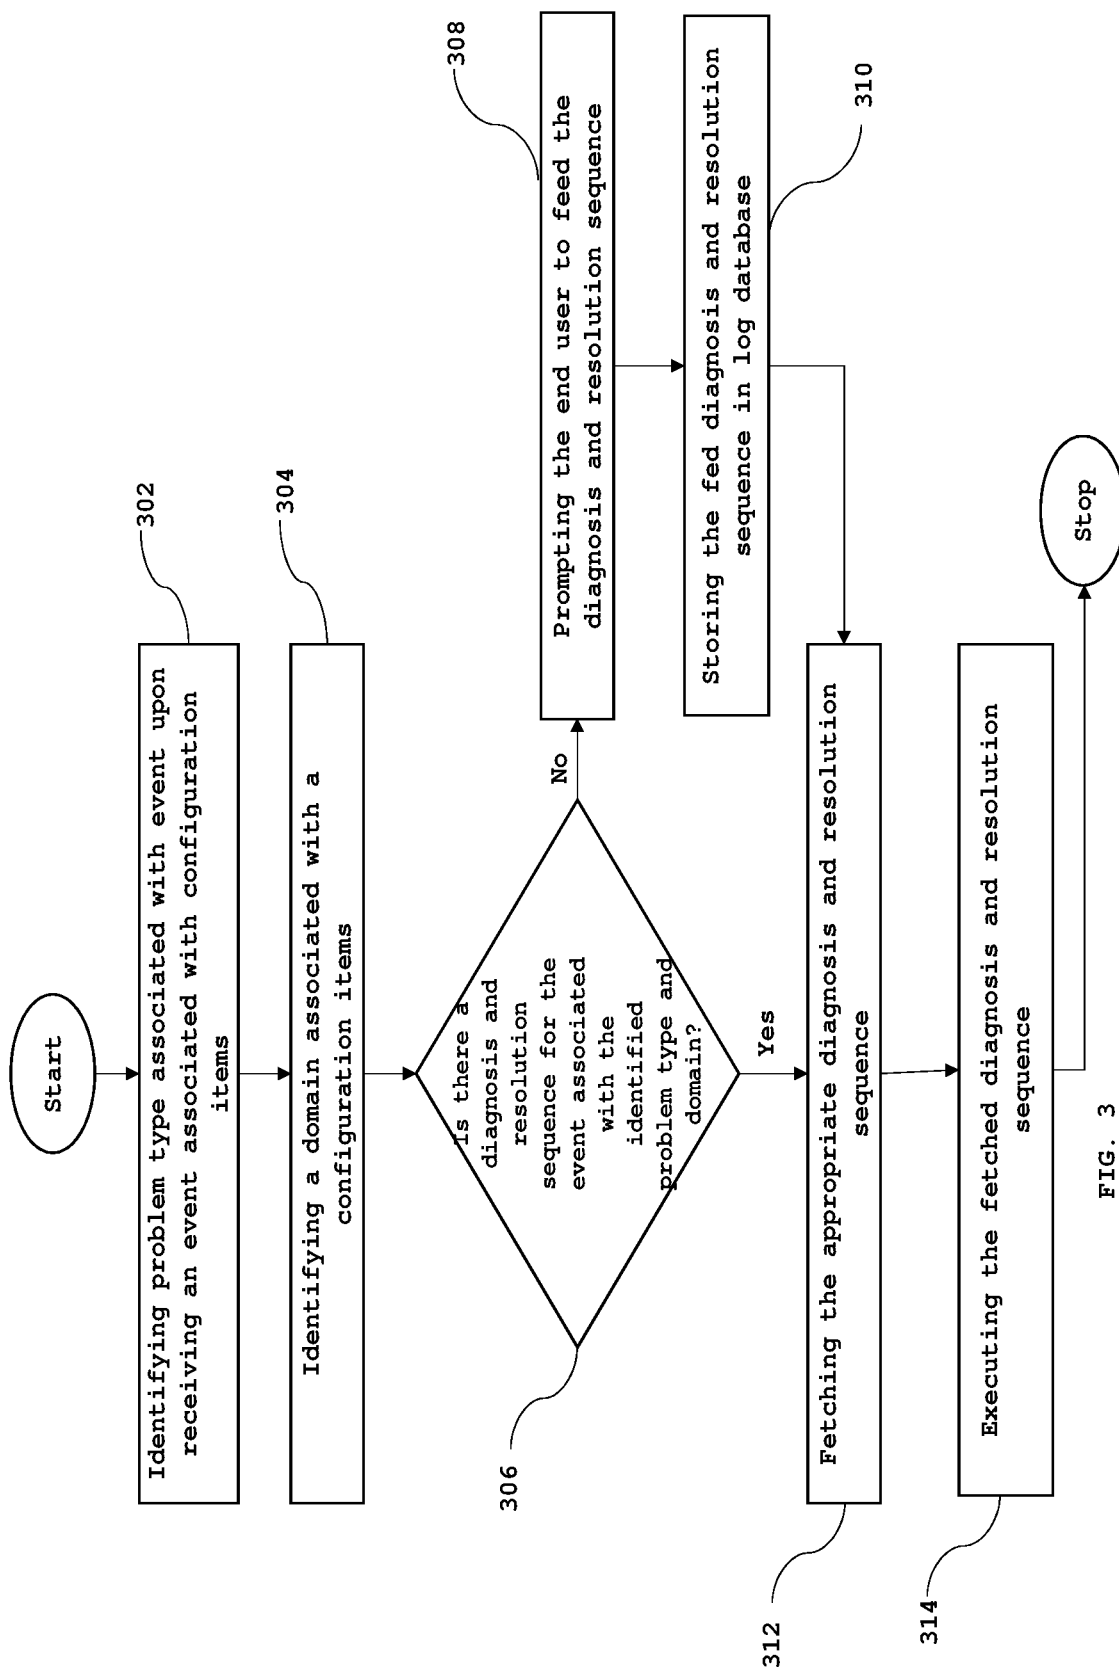 Start
Identifying problem type associated with event upon
receiving an event associated with configuration
items
302
Identifying a domain associated with a
configuration items
304
Is there a
diagnosis and
resolution
sequence for the
event associated
with the
identified
problem type and
domain?
306
No
Yes
Prompting the end user to feed the
diagnosis and resolution sequence
308
Storing the fed diagnosis and resolution
sequence in log database
310
Fetching the appropriate diagnosis and resolution
sequence
312
Executing the fetched diagnosis and resolution
sequence
314
Stop
FIG. 3